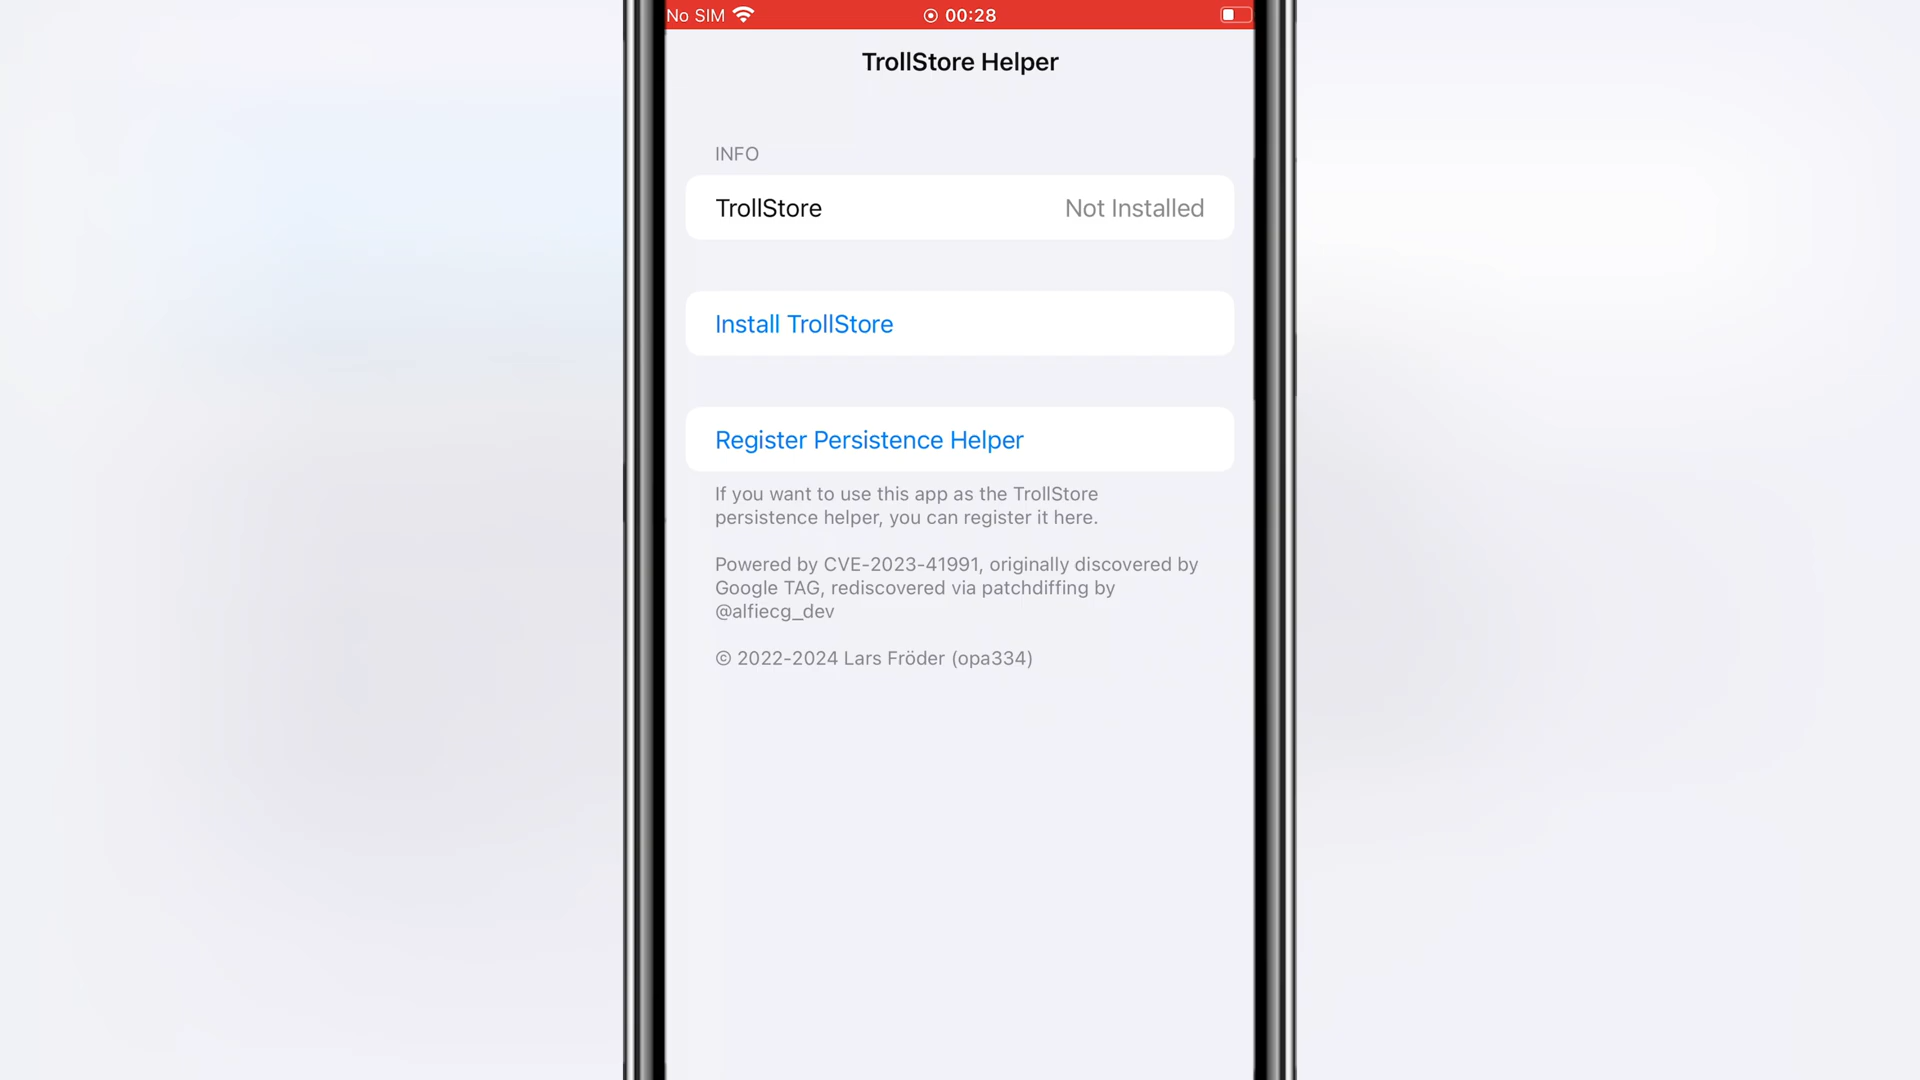 No SIM 00:28
TrollStore Helper
INFO
TrollStore Not Installed
Install TrollStore
Register Persistence Helper
If you want to use this app as the TrollStore
persistence helper, you can register it here.
Powered by CVE-2023-41991, originally discovered by
Google TAG, rediscovered via patchdiffing by
@alfiecg_dev
© 2022-2024 Lars Fröder (opa334)